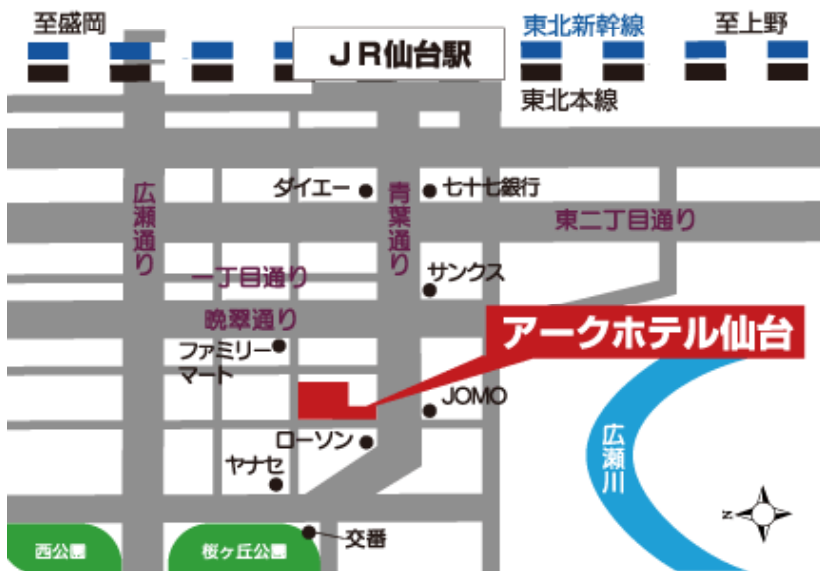 至盛岡
JR仙台駅
東北新幹線
至上野
東北本線
ダイエー
七十七銀行
広瀬通り
青葉通り
東二丁目通り
一丁目通り
サンクス
晩翠通り
アークホテル仙台
ファミリー
マート
JOMO
ローソン
広瀬川
ヤナセ
N
西公園
桜ヶ丘公園
交番